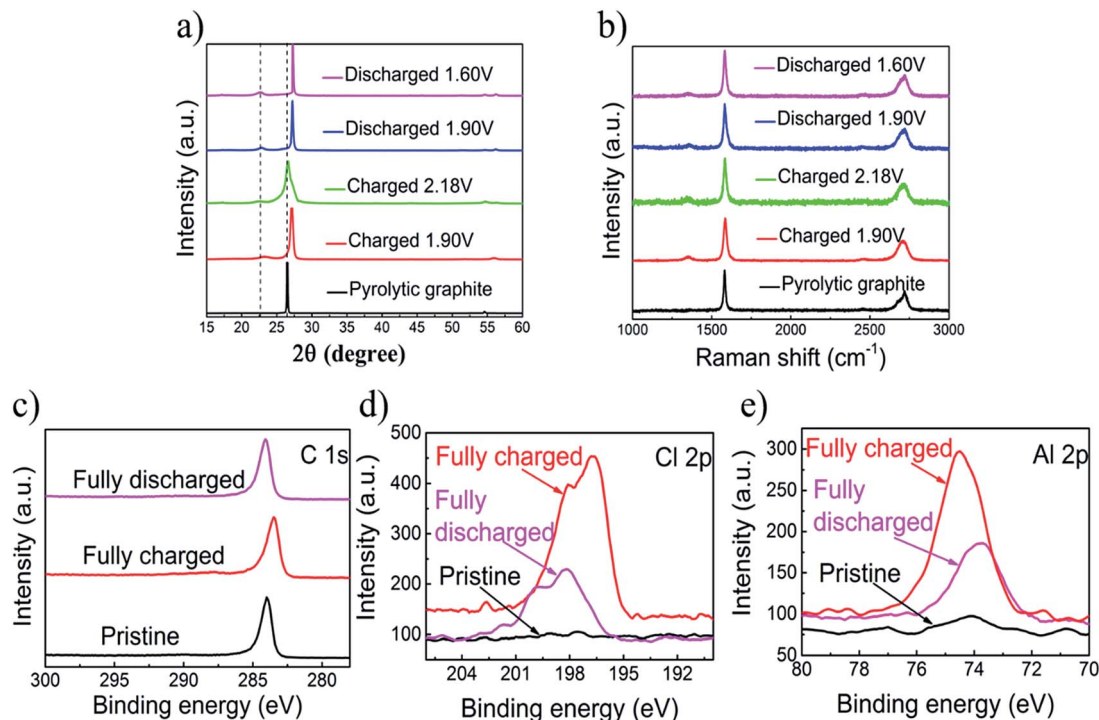 a)
Intensity (a.u.)
Discharged 1.60V
Discharged 1.90V
Charged 2.18V
Charged 1.90V
Pyrolytic graphite
15 20 25 30 35 40 45 50 55 60
2θ (degree)
b)
Intensity (a.u.)
Discharged 1.60V
Discharged 1.90V
Charged 2.18V
Charged 1.90V
Pyrolytic graphite
1000 1500 2000 2500 3000
Raman shift (cm⁻¹)
c)
Intensity (a.u.)
C 1s
Fully discharged
Fully charged
Pristine
300 295 290 285 280
Binding energy (eV)
d)
Intensity (a.u.)
500
400
300
200
100
Cl 2p
Fully charged
Fully
discharged
Pristine
204 201 198 195 192
Binding energy (eV)
e)
Intensity (a.u.)
300
250
200
150
100
50
Al 2p
Fully charged
Fully
discharged
Pristine
80 78 76 74 72 70
Binding energy (eV)